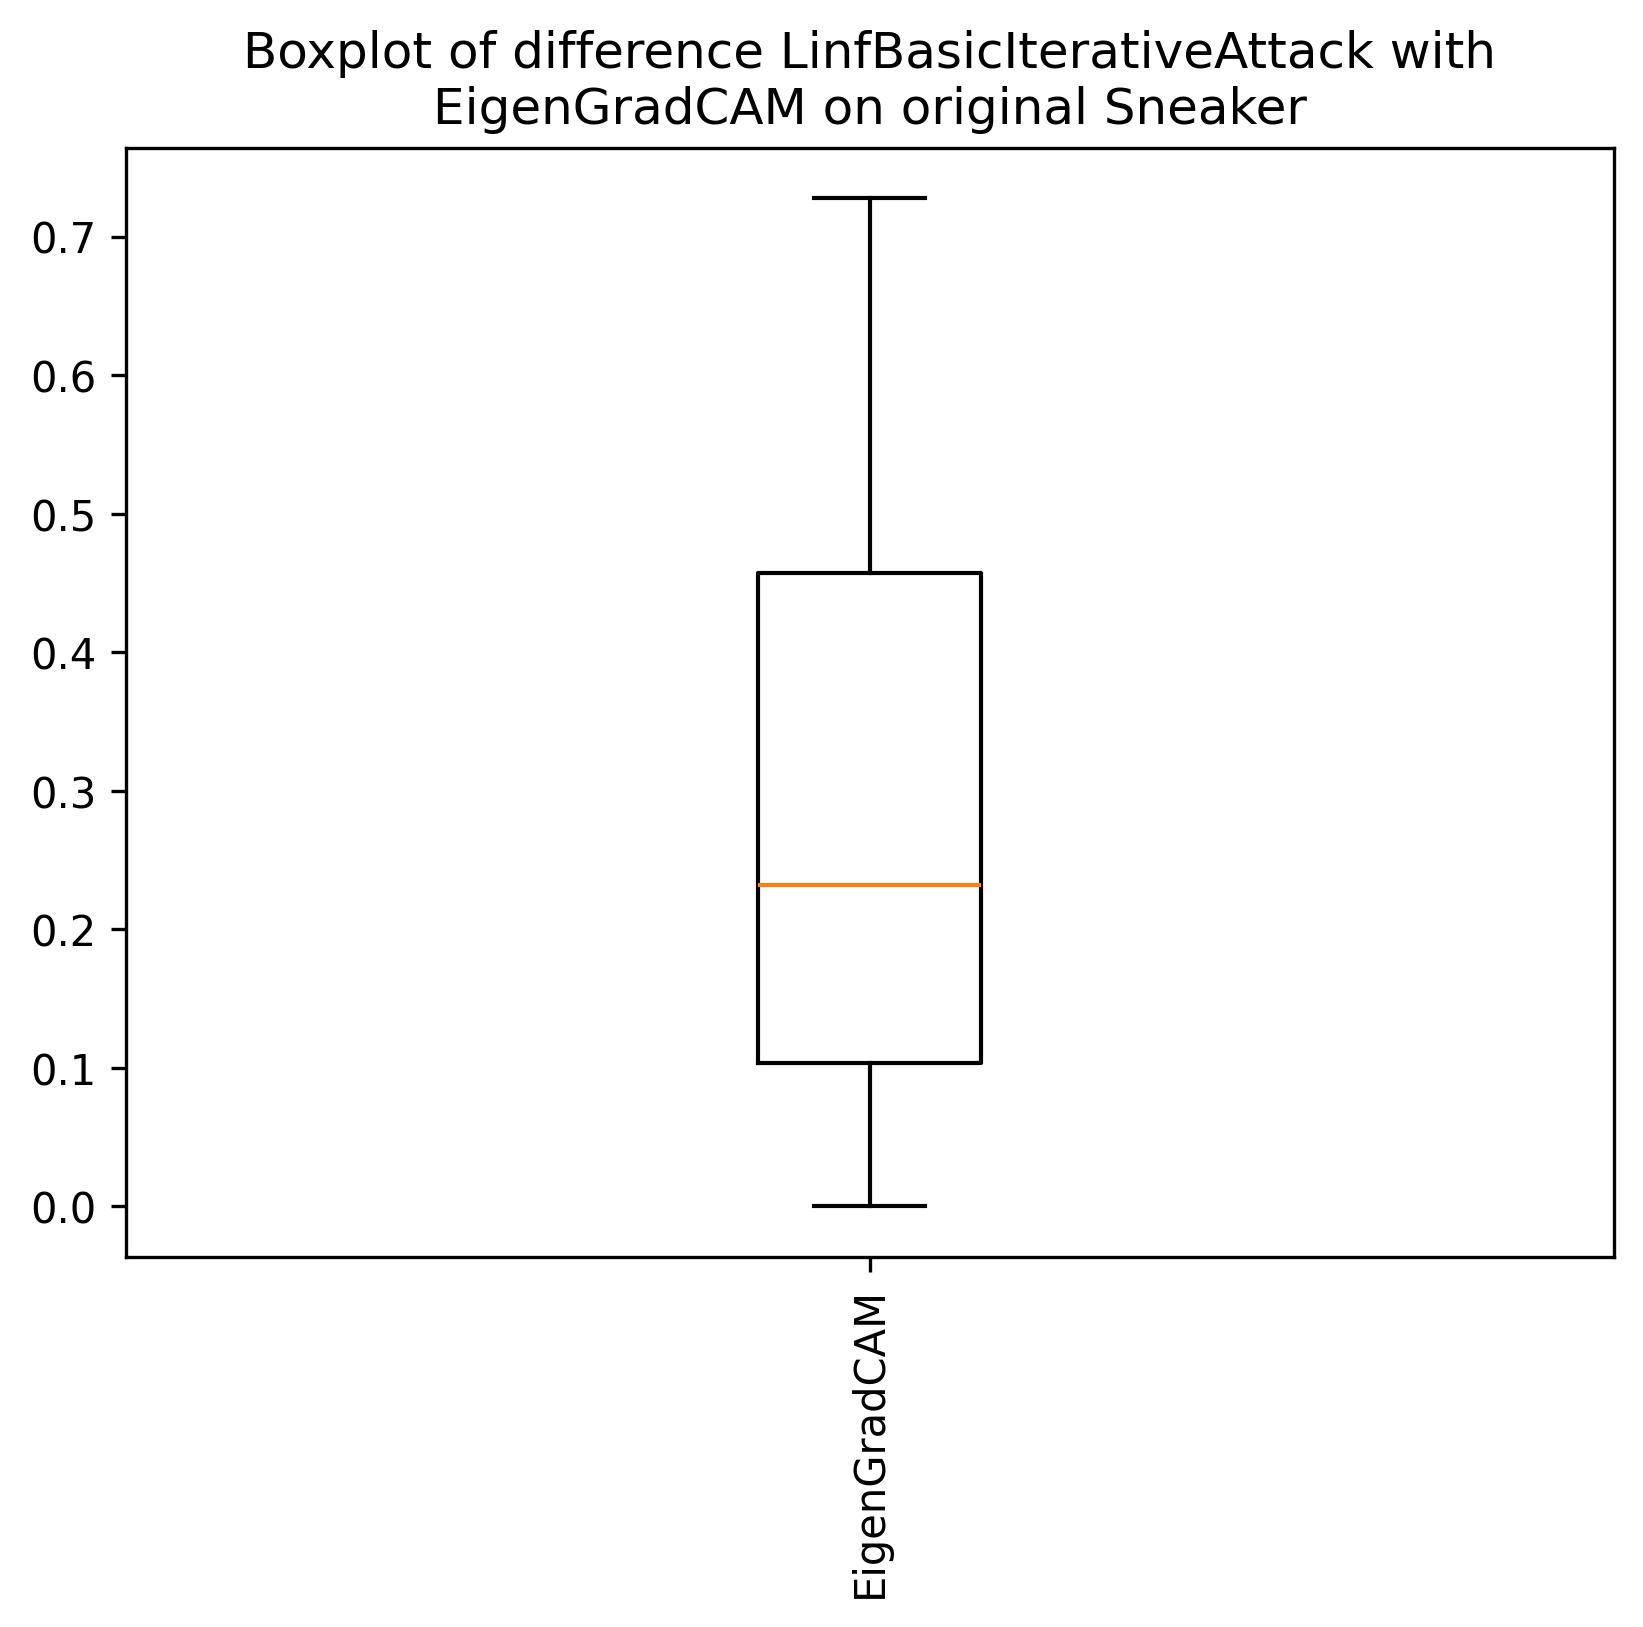 Boxplot of difference LinfBasicIterativeAttack with
EigenGradCAM on original Sneaker
0.7
0.6
0.5
0.4
0.3
0.2
0.1
0.0
EigenGradCAM